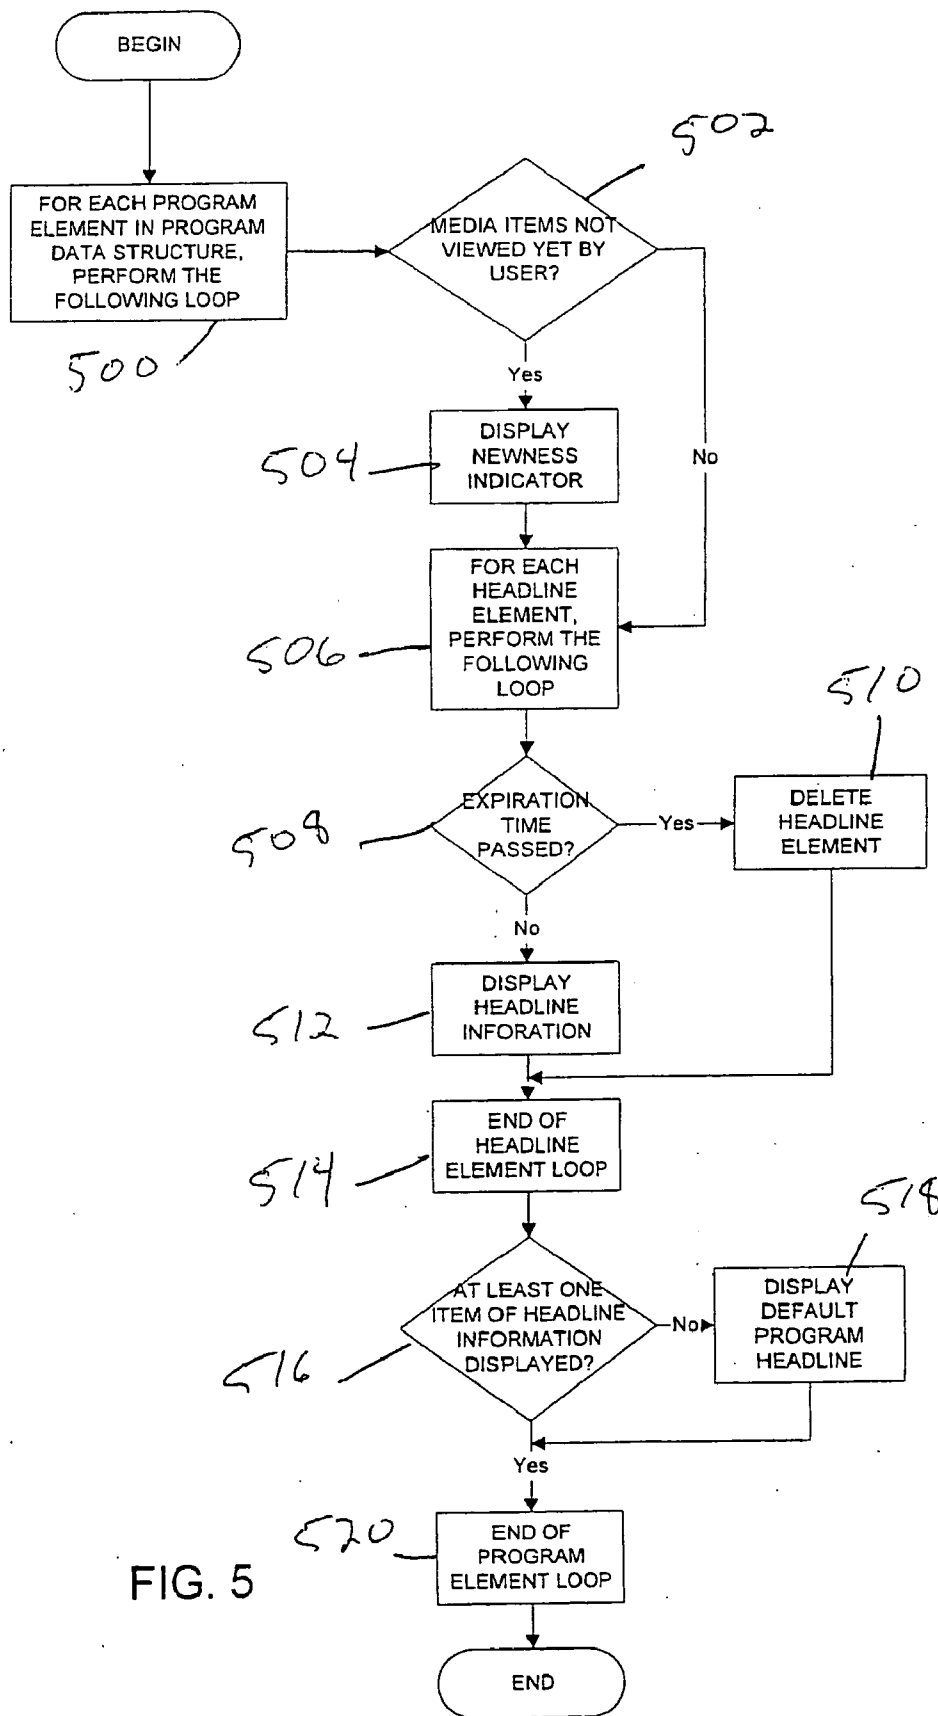 BEGIN
502
FOR EACH PROGRAM
ELEMENT IN PROGRAM
DATA STRUCTURE,
PERFORM THE
FOLLOWING LOOP
500
MEDIA ITEMS NOT
VIEWED YET BY
USER?
Yes
No
504
DISPLAY
NEWNESS
INDICATOR
506
FOR EACH
HEADLINE
ELEMENT,
PERFORM THE
FOLLOWING
LOOP
510
508
EXPIRATION
TIME
PASSED?
Yes
DELETE
HEADLINE
ELEMENT
No
512
DISPLAY
HEADLINE
INFORATION
514
END OF
HEADLINE
ELEMENT LOOP
518
516
AT LEAST ONE
ITEM OF HEADLINE
INFORMATION
DISPLAYED?
No
DISPLAY
DEFAULT
PROGRAM
HEADLINE
Yes
520
END OF
PROGRAM
ELEMENT LOOP
FIG. 5
END